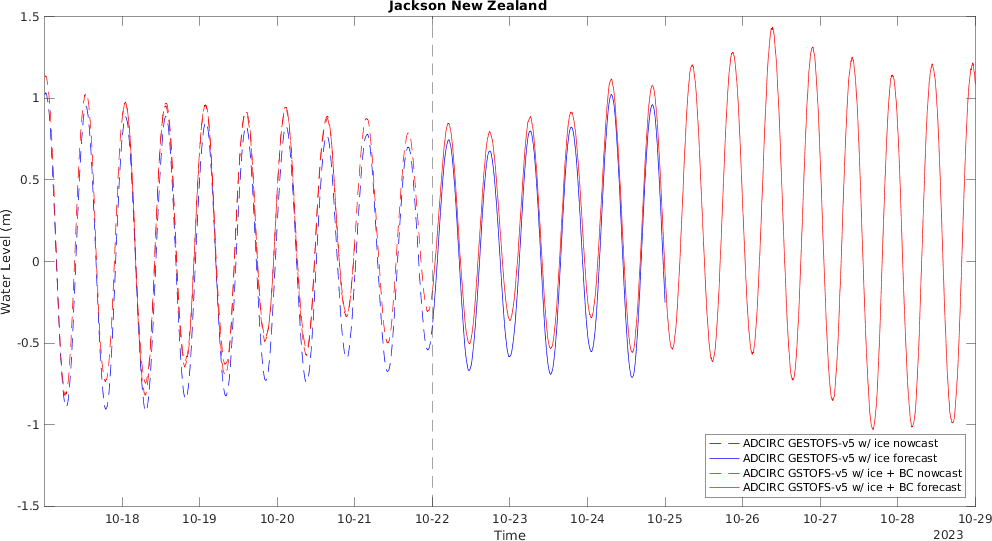 Jackson New Zealand
1.5
1
0.5
0
-0.5
-1
-1.5
Water Level (m)
ADCIRC GESTOFS-v5 w/ ice nowcast
ADCIRC GESTOFS-v5 w/ ice forecast
ADCIRC GSTOFS-v5 w/ ice + BC nowcast
ADCIRC GSTOFS-v5 w/ ice + BC forecast
10-18 10-19 10-20 10-21 10-22 10-23 10-24 10-25 10-26 10-27 10-28 10-29
Time
2023